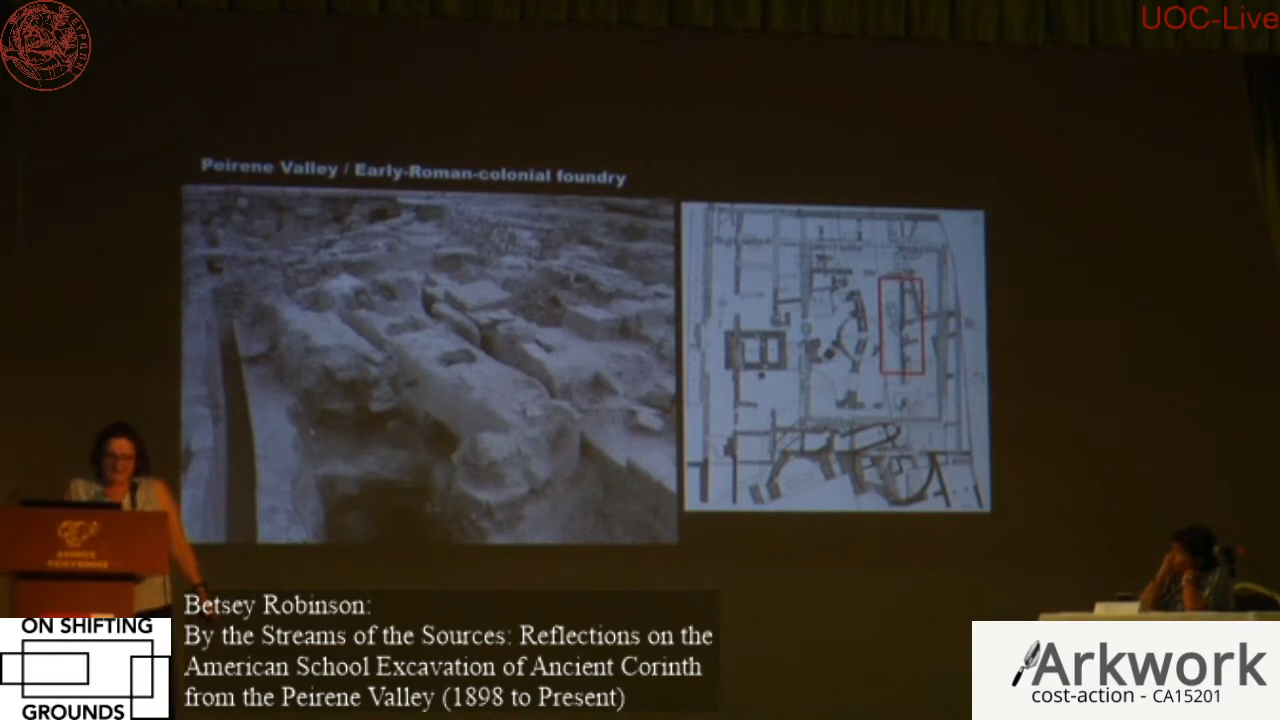 UOC-Live
Peirene Valley / Early-Roman-colonial foundry
ΔΗΜΟΣ
ΡΕΘΥΜΝΗΣ
Betsey Robinson:
By the Streams of the Sources: Reflections on the
American School Excavation of Ancient Corinth
from the Peirene Valley (1898 to Present)
ON SHIFTING
GROUNDS
Arkwork
cost-action - CA15201